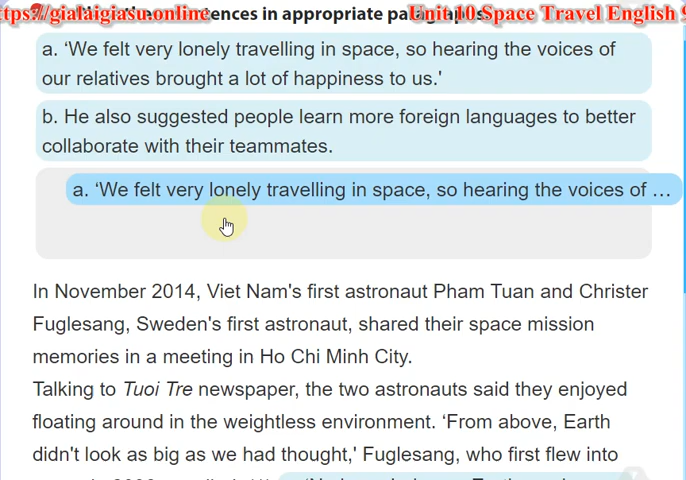 https://gialaigiasu.online
Unit 10 Space Travel English 9
sentences in appropriate
a. ‘We felt very lonely travelling in space, so hearing the voices of
our relatives brought a lot of happiness to us.'
b. He also suggested people learn more foreign languages to better
collaborate with their teammates.
a. ‘We felt very lonely travelling in space, so hearing the voices of ...
In November 2014, Viet Nam's first astronaut Pham Tuan and Christer
Fuglesang, Sweden's first astronaut, shared their space mission
memories in a meeting in Ho Chi Minh City.
Talking to Tuoi Tre newspaper, the two astronauts said they enjoyed
floating around in the weightless environment. ‘From above, Earth
didn't look as big as we had thought,' Fuglesang, who first flew into